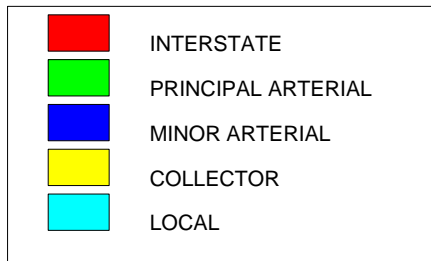 INTERSTATE
PRINCIPAL ARTERIAL
MINOR ARTERIAL
COLLECTOR
LOCAL